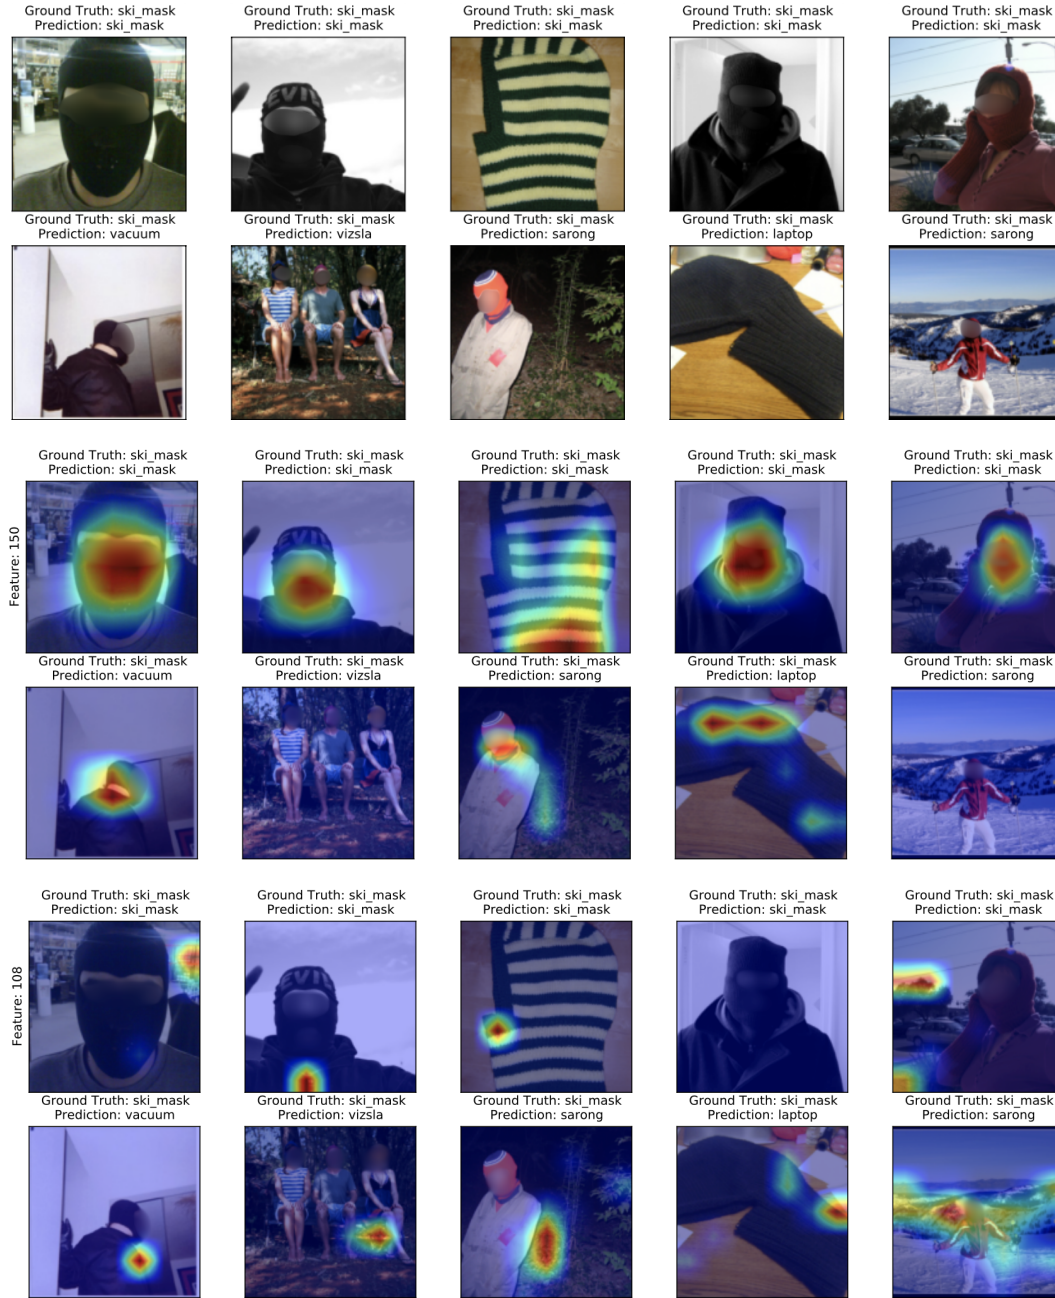 Ground Truth: ski_mask Ground Truth: ski_mask Ground Truth: ski_mask Ground Truth: ski_mask Ground Truth: ski_mask
Prediction: ski_mask Prediction: ski_mask Prediction: ski_mask Prediction: ski_mask Prediction: ski_mask
EVIL
Ground Truth: ski_mask Ground Truth: ski_mask Ground Truth: ski_mask Ground Truth: ski_mask Ground Truth: ski_mask
Prediction: vacuum Prediction: vizsla Prediction: sarong Prediction: laptop Prediction: sarong
Ground Truth: ski_mask Ground Truth: ski_mask Ground Truth: ski_mask Ground Truth: ski_mask Ground Truth: ski_mask
Prediction: ski_mask Prediction: ski_mask Prediction: ski_mask Prediction: ski_mask Prediction: ski_mask
Feature: 150
EVIL
Ground Truth: ski_mask Ground Truth: ski_mask Ground Truth: ski_mask Ground Truth: ski_mask Ground Truth: ski_mask
Prediction: vacuum Prediction: vizsla Prediction: sarong Prediction: laptop Prediction: sarong
Ground Truth: ski_mask Ground Truth: ski_mask Ground Truth: ski_mask Ground Truth: ski_mask Ground Truth: ski_mask
Prediction: ski_mask Prediction: ski_mask Prediction: ski_mask Prediction: ski_mask Prediction: ski_mask
Feature: 108
EVIL
Ground Truth: ski_mask Ground Truth: ski_mask Ground Truth: ski_mask Ground Truth: ski_mask Ground Truth: ski_mask
Prediction: vacuum Prediction: vizsla Prediction: sarong Prediction: laptop Prediction: sarong